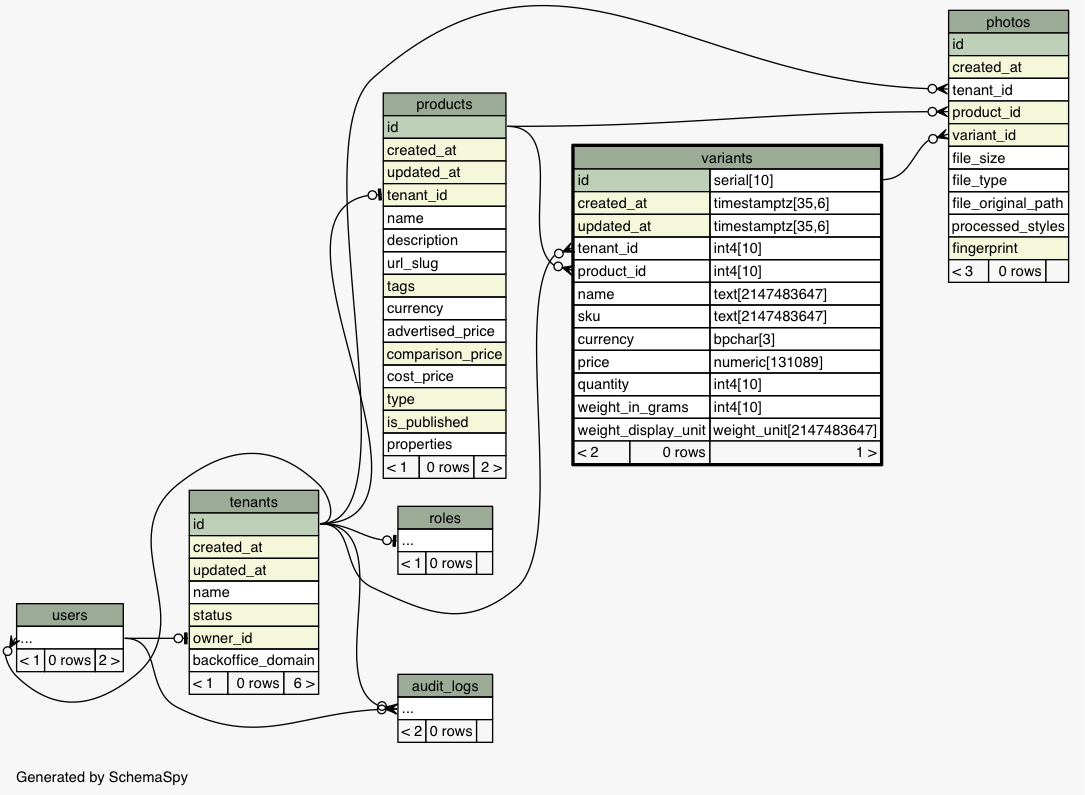 photos
id
created_at
tenant_id
product_id
variant_id
file_size
file_type
file_original_path
processed_styles
fingerprint
< 3 0 rows
products
id
created_at
updated_at
tenant_id
name
description
url_slug
tags
currency
advertised_price
comparison_price
cost_price
type
is_published
properties
< 1 0 rows 2 >
variants
id serial[10]
created_at timestamptz[35,6]
updated_at timestamptz[35,6]
tenant_id int4[10]
product_id int4[10]
name text[2147483647]
sku text[2147483647]
currency bpchar[3]
price numeric[131089]
quantity int4[10]
weight_in_grams int4[10]
weight_display_unit weight_unit[2147483647]
< 2 0 rows 1 >
tenants
id
created_at
updated_at
name
status
owner_id
backoffice_domain
< 1 0 rows 6 >
roles
...
< 1 0 rows
users
...
< 1 0 rows 2 >
audit_logs
...
< 2 0 rows
Generated by SchemaSpy